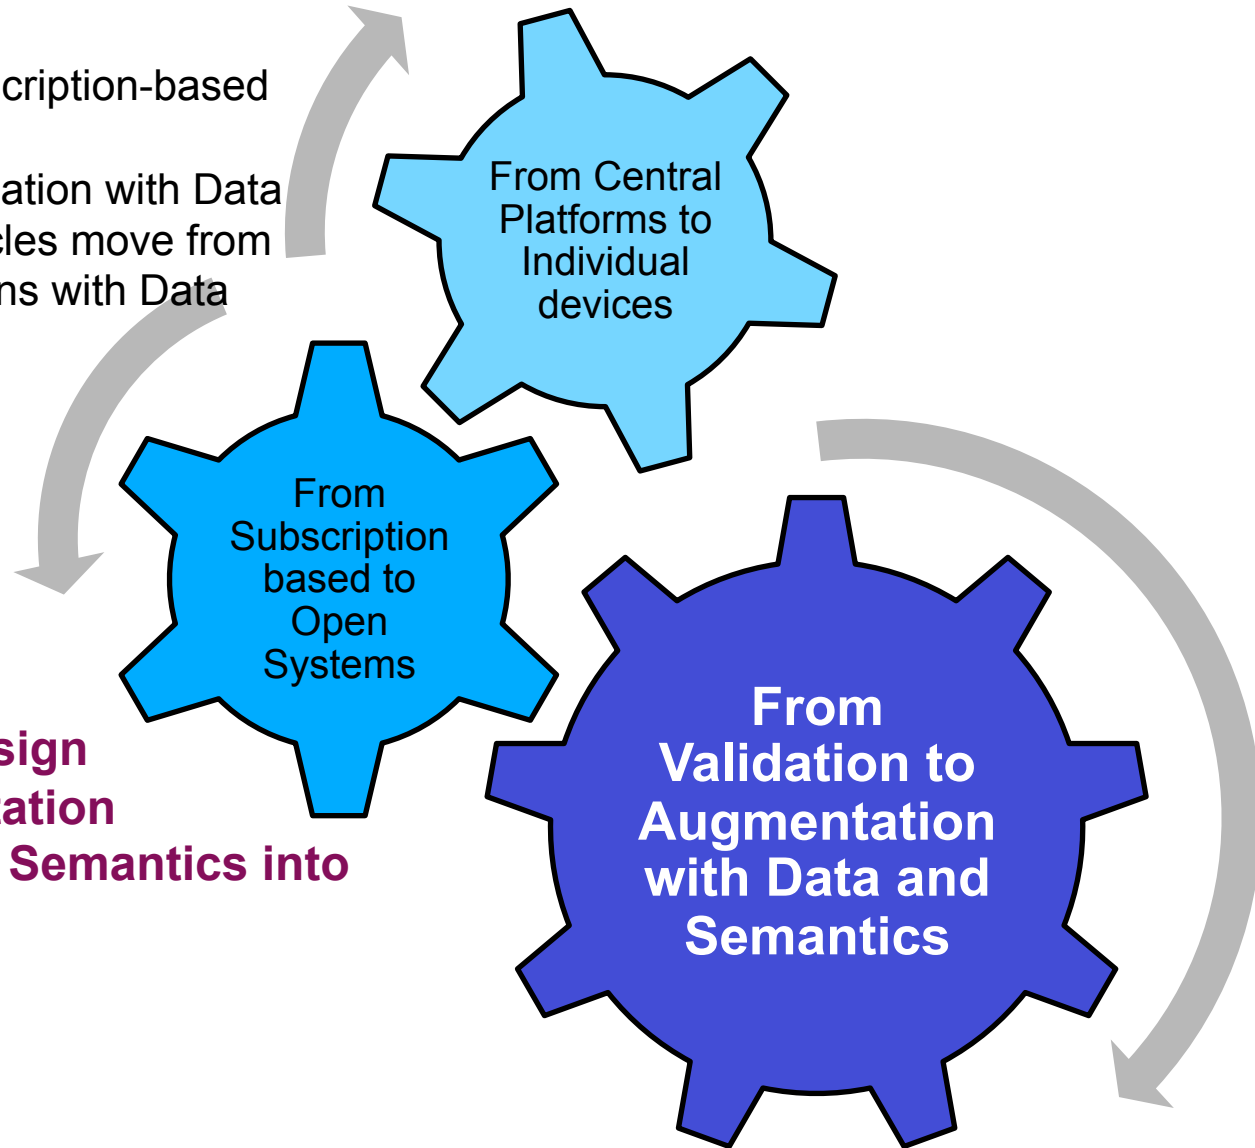 cription-based
ation with Data
cles move from
ns with Data
From Central
Platforms to
Individual
devices
From
Subscription
based to
Open
Systems
sign
tation
Semantics into
From
Validation to
Augmentation
with Data and
Semantics